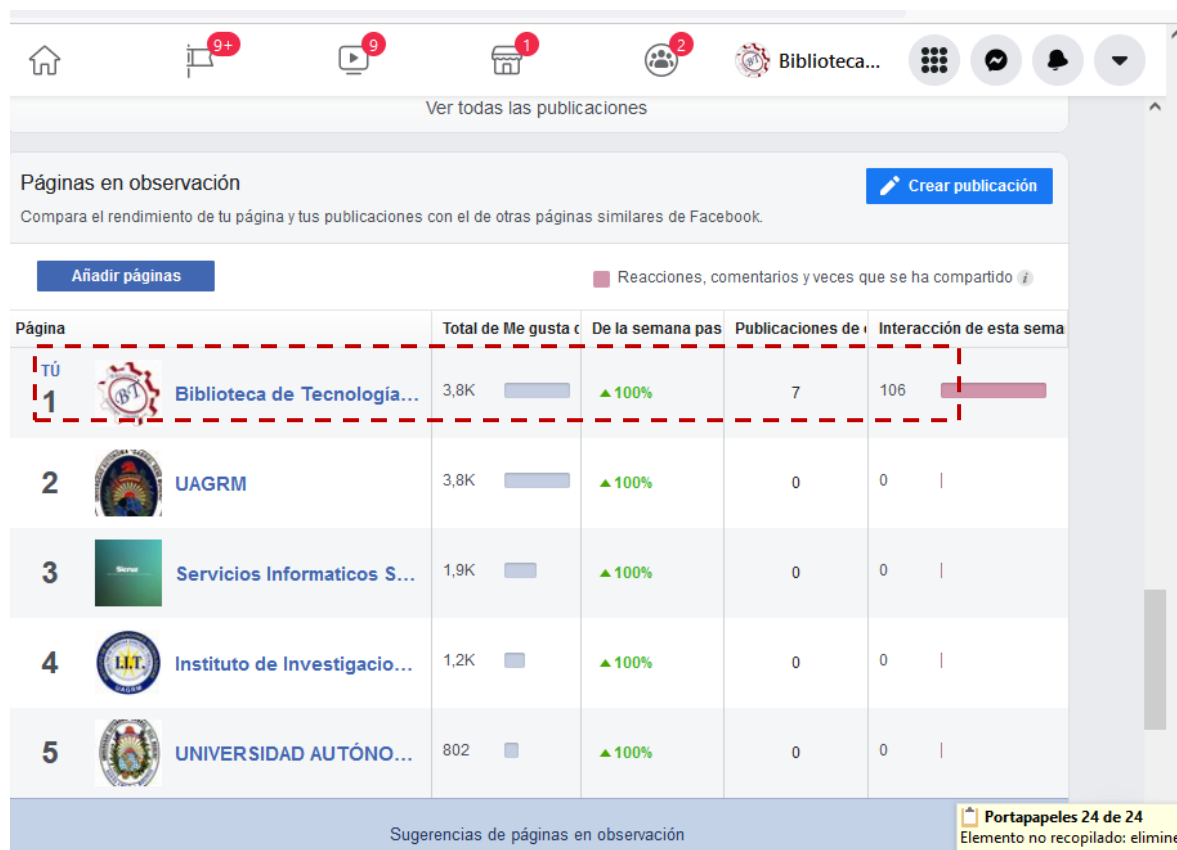 9+ 9 1 2 Biblioteca...
Ver todas las publicaciones
Páginas en observación
Crear publicación
Compara el rendimiento de tu página y tus publicaciones con el de otras páginas similares de Facebook.
Añadir páginas
Reacciones, comentarios y veces que se ha compartido i
Página Total de Me gusta d De la semana pas Publicaciones de e Interacción de esta sema
TÚ
1 BT Biblioteca de Tecnología... 3,8K 100% 7 106
2 UAGRM 3,8K 100% 0 0
3 Servicios Informaticos S... 1,9K 100% 0 0
4 I.I.T. UAGRM Instituto de Investigacio... 1,2K 100% 0 0
5 UNIVERSIDAD AUTÓNO... 802 100% 0 0
Sugerencias de páginas en observación
Portapapeles 24 de 24
Elemento no recopilado: elimine